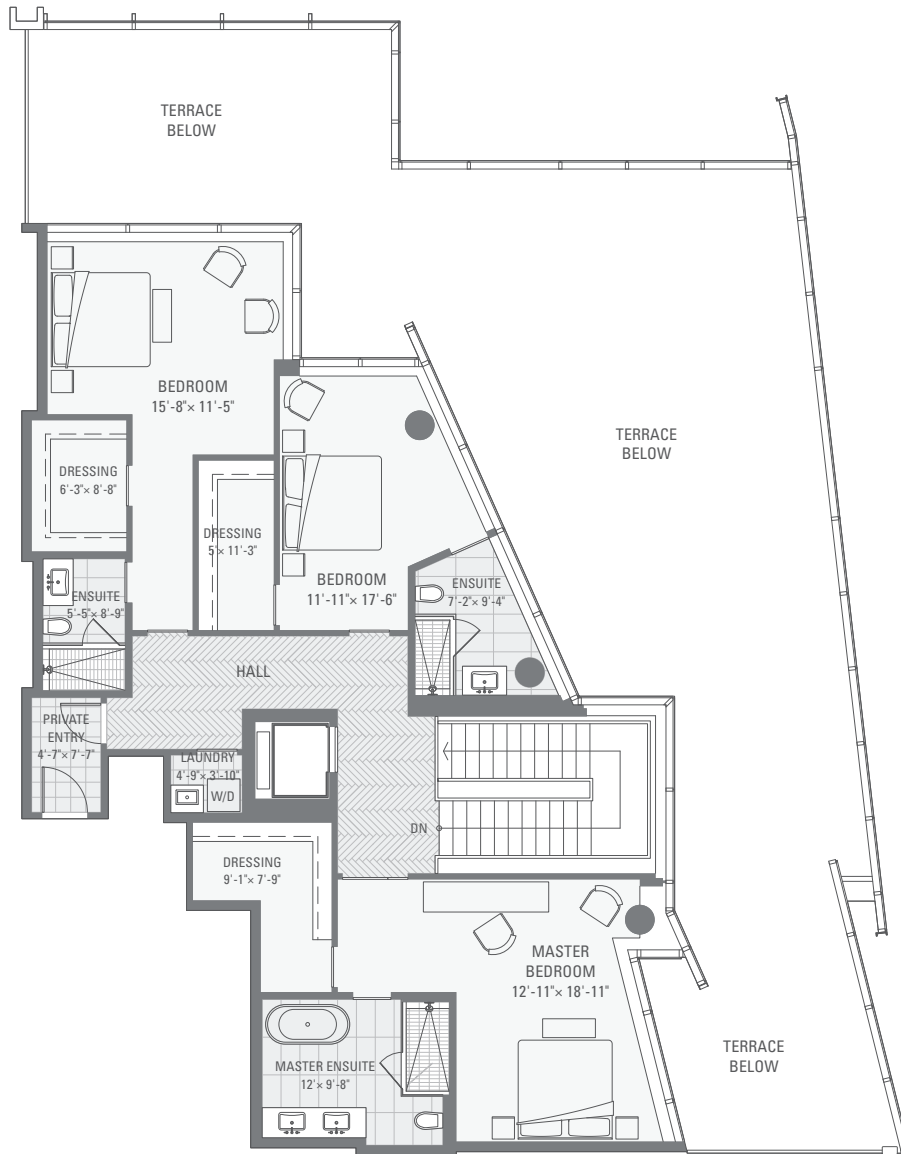 TERRACE
BELOW
BEDROOM
15'-8"× 11'-5"
TERRACE
BELOW
DRESSING
6'-3"× 8'-8"
DRESSING
5'× 11'-3"
BEDROOM
11'-11"× 17'-6"
ENSUITE
7'-2"× 9'-4"
ENSUITE
5'-5"× 8'-9"
HALL
PRIVATE
ENTRY
4'-7"× 7'-7"
LAUNDRY
4'-9"× 3'-10"
W/D
DN
DRESSING
9'-1"× 7'-9"
MASTER
BEDROOM
12'-11"× 18'-11"
TERRACE
BELOW
MASTER ENSUITE
12'× 9'-8"